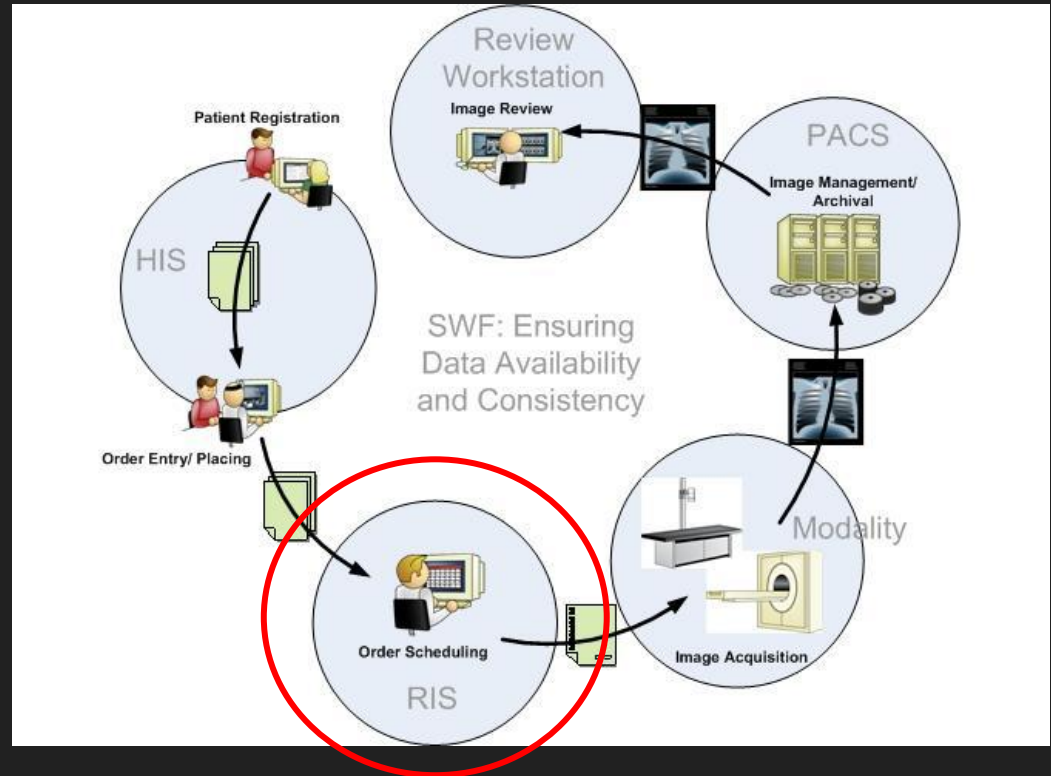 Review
Workstation
Image Review
Patient Registration
PACS
Image Management/
Archival
HIS
SWF: Ensuring
Data Availability
and Consistency
Order Entry/ Placing
Modality
Order Scheduling
Image Acquisition
RIS